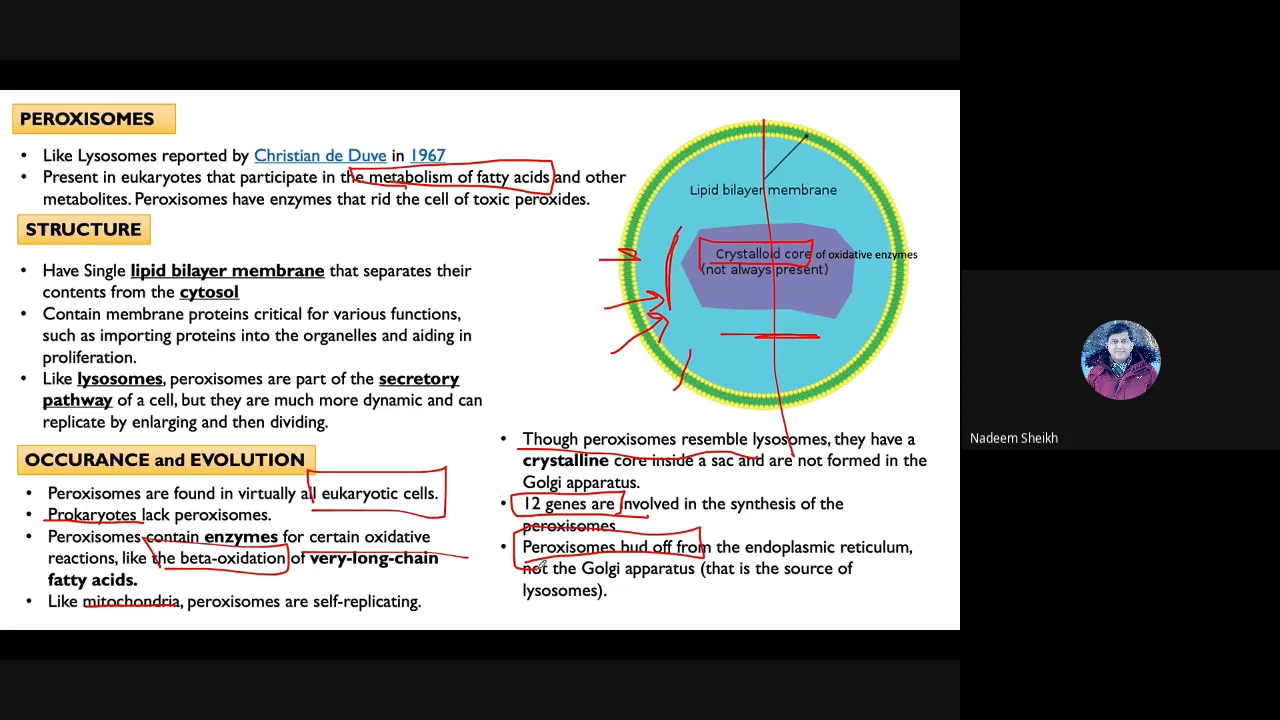 PEROXISOMES
• Like Lysosomes reported by Christian de Duve in 1967
• Present in eukaryotes that participate in the metabolism of fatty acids and other
metabolites. Peroxisomes have enzymes that rid the cell of toxic peroxides.
STRUCTURE
• Have Single lipid bilayer membrane that separates their
contents from the cytosol
• Contain membrane proteins critical for various functions,
such as importing proteins into the organelles and aiding in
proliferation.
• Like lysosomes, peroxisomes are part of the secretory
pathway of a cell, but they are much more dynamic and can
replicate by enlarging and then dividing.
OCCURANCE and EVOLUTION
• Peroxisomes are found in virtually all eukaryotic cells.
• Prokaryotes lack peroxisomes.
• Peroxisomes contain enzymes for certain oxidative
reactions, like the beta-oxidation of very-long-chain
fatty acids.
• Like mitochondria, peroxisomes are self-replicating.
Lipid bilayer membrane
Crystalloid core of oxidative enzymes
(not always present)
• Though peroxisomes resemble lysosomes, they have a
crystalline core inside a sac and are not formed in the
Golgi apparatus.
• 12 genes are involved in the synthesis of the
peroxisomes
• Peroxisomes bud off from the endoplasmic reticulum,
not the Golgi apparatus (that is the source of
lysosomes).
Nadeem Sheikh